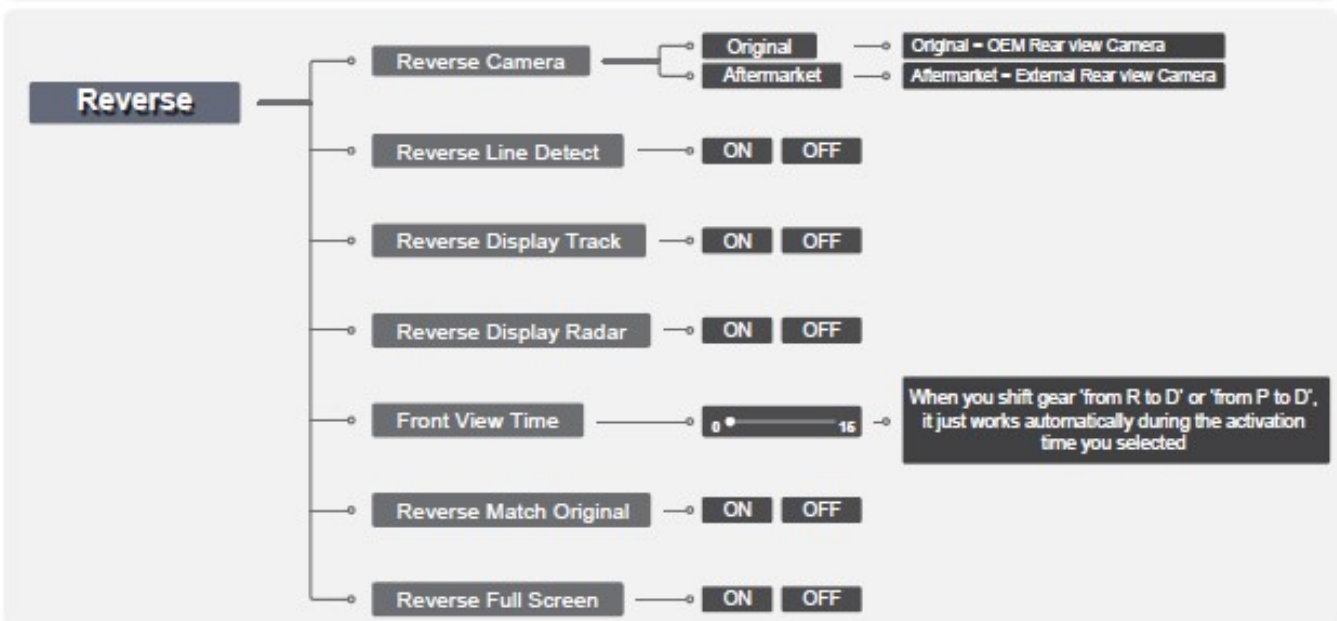 Reverse
Reverse Camera
Original
Original = OEM Rear view Camera
Aftermarket
Aftermarket = External Rear view Camera
Reverse Line Detect
ON OFF
Reverse Display Track
ON OFF
Reverse Display Radar
ON OFF
Front View Time
0 15
When you shift gear 'from R to D' or 'from P to D',
it just works automatically during the activation
time you selected
Reverse Match Original
ON OFF
Reverse Full Screen
ON OFF